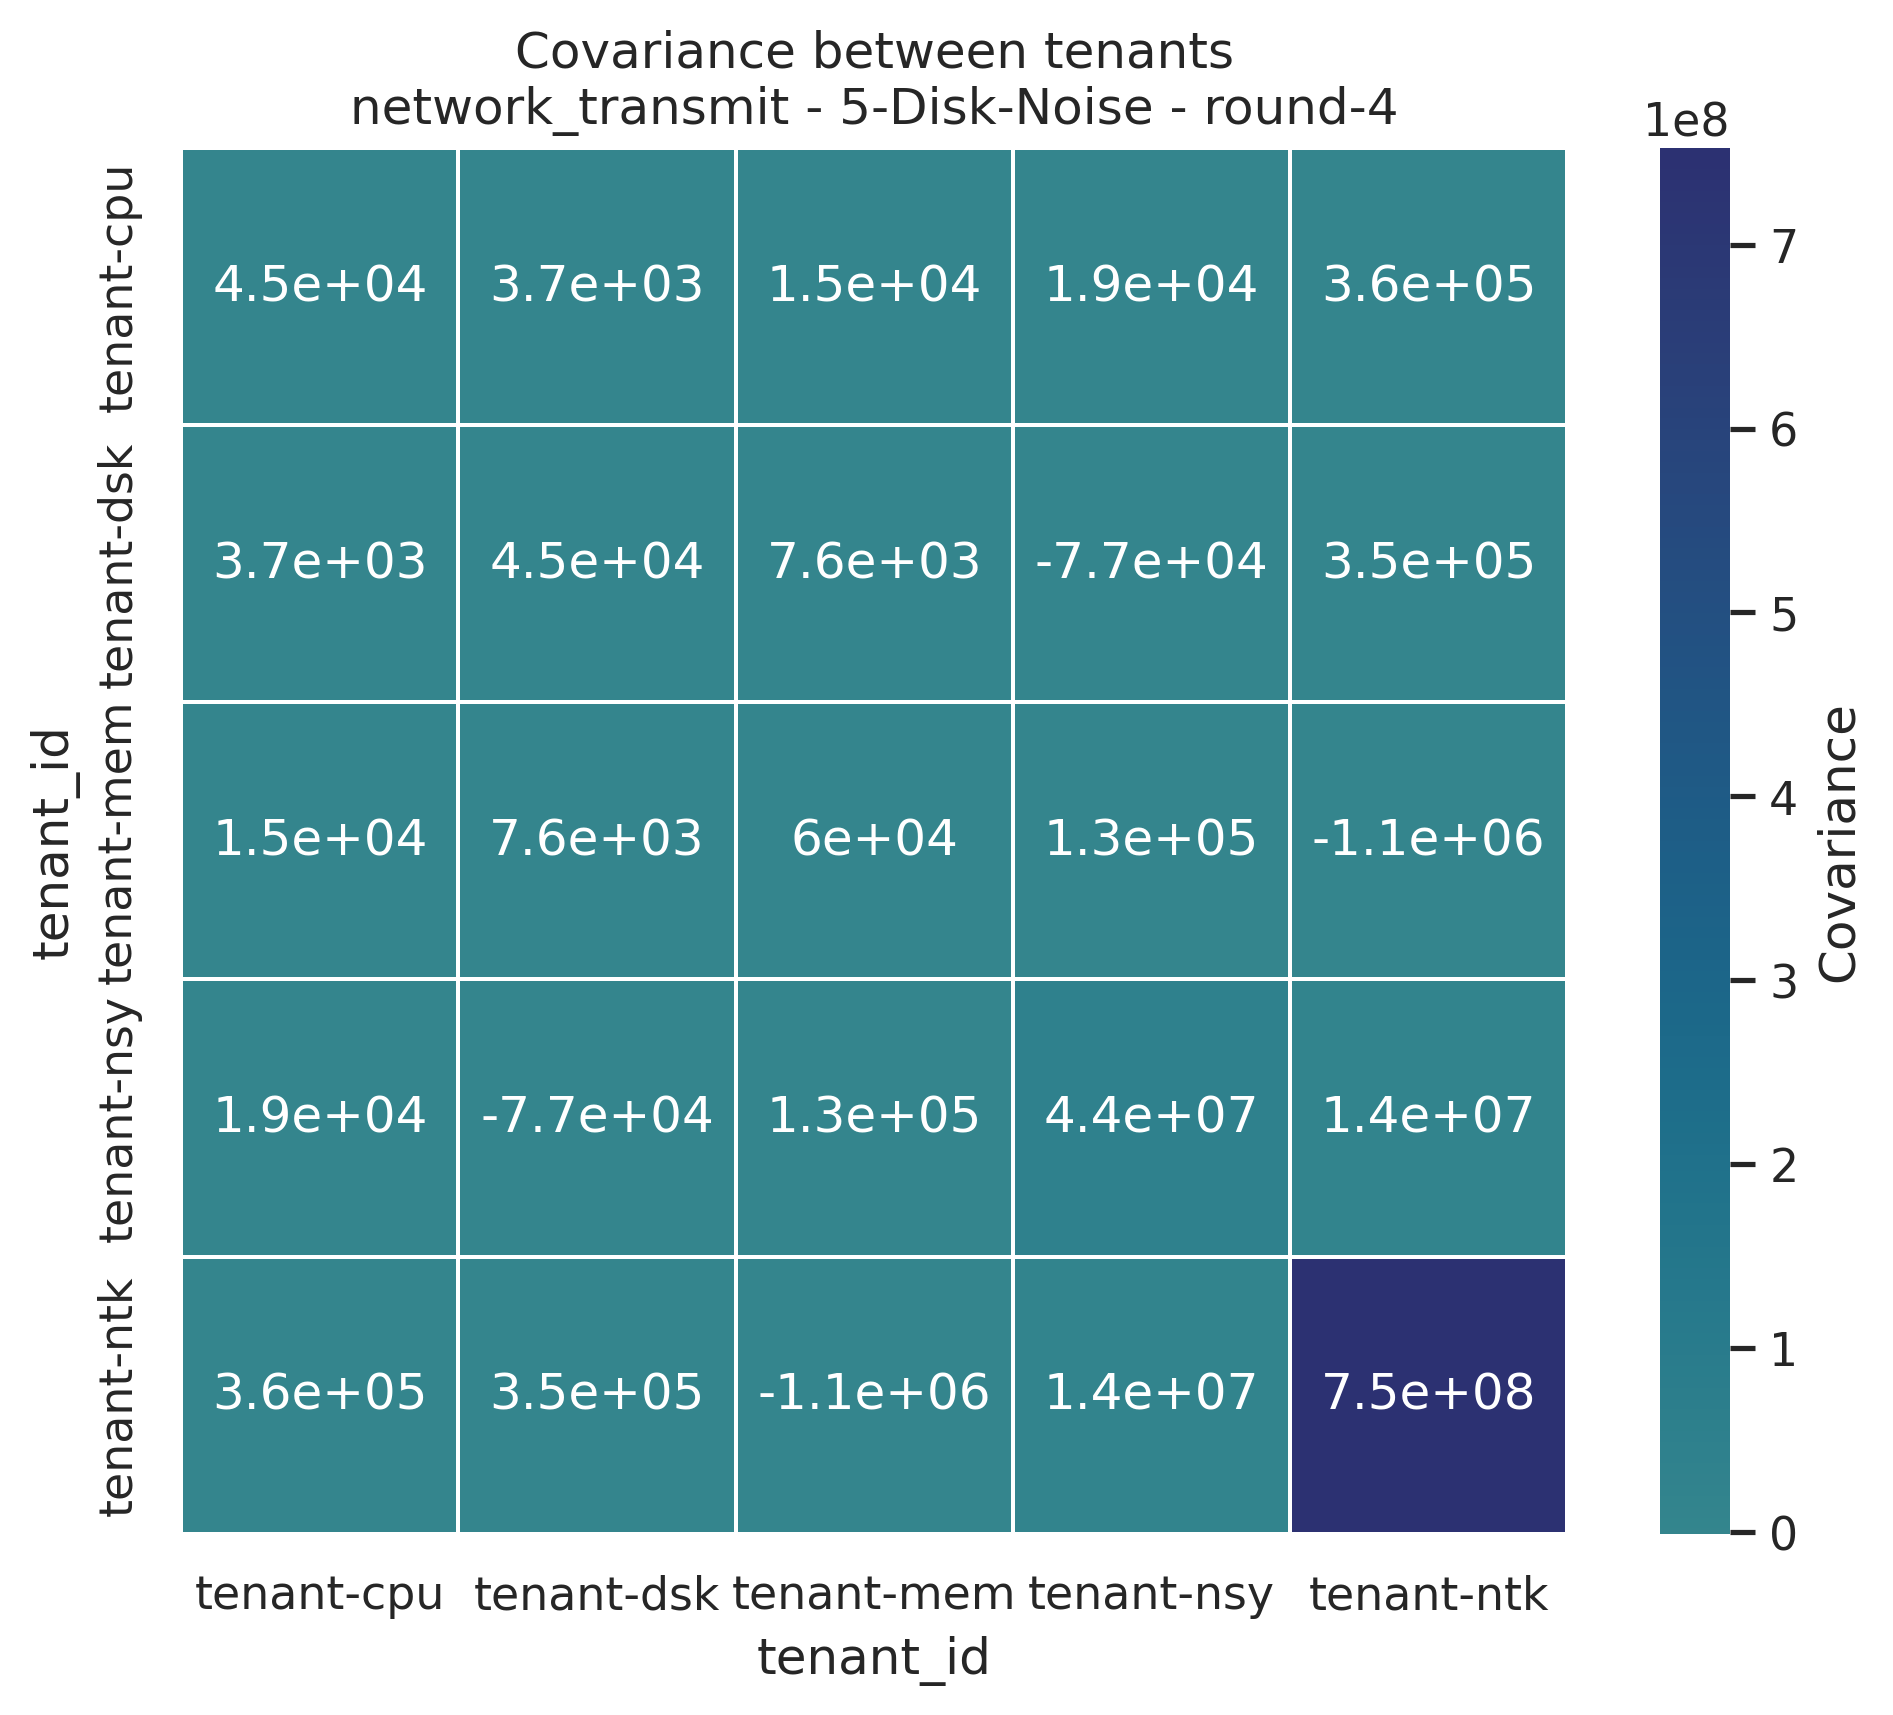 Covariance between tenants
network_transmit - 5-Disk-Noise - round-4
1e8
tenant-cpu 4.5e+04 3.7e+03 1.5e+04 1.9e+04 3.6e+05
tenant-dsk 3.7e+03 4.5e+04 7.6e+03 -7.7e+04 3.5e+05
tenant-mem 1.5e+04 7.6e+03 6e+04 1.3e+05 -1.1e+06
tenant-nsy 1.9e+04 -7.7e+04 1.3e+05 4.4e+07 1.4e+07
tenant-ntk 3.6e+05 3.5e+05 -1.1e+06 1.4e+07 7.5e+08
tenant-cpu tenant-dsk tenant-mem tenant-nsy tenant-ntk
tenant_id
tenant_id
7
6
5
4
3
2
1
0
Covariance